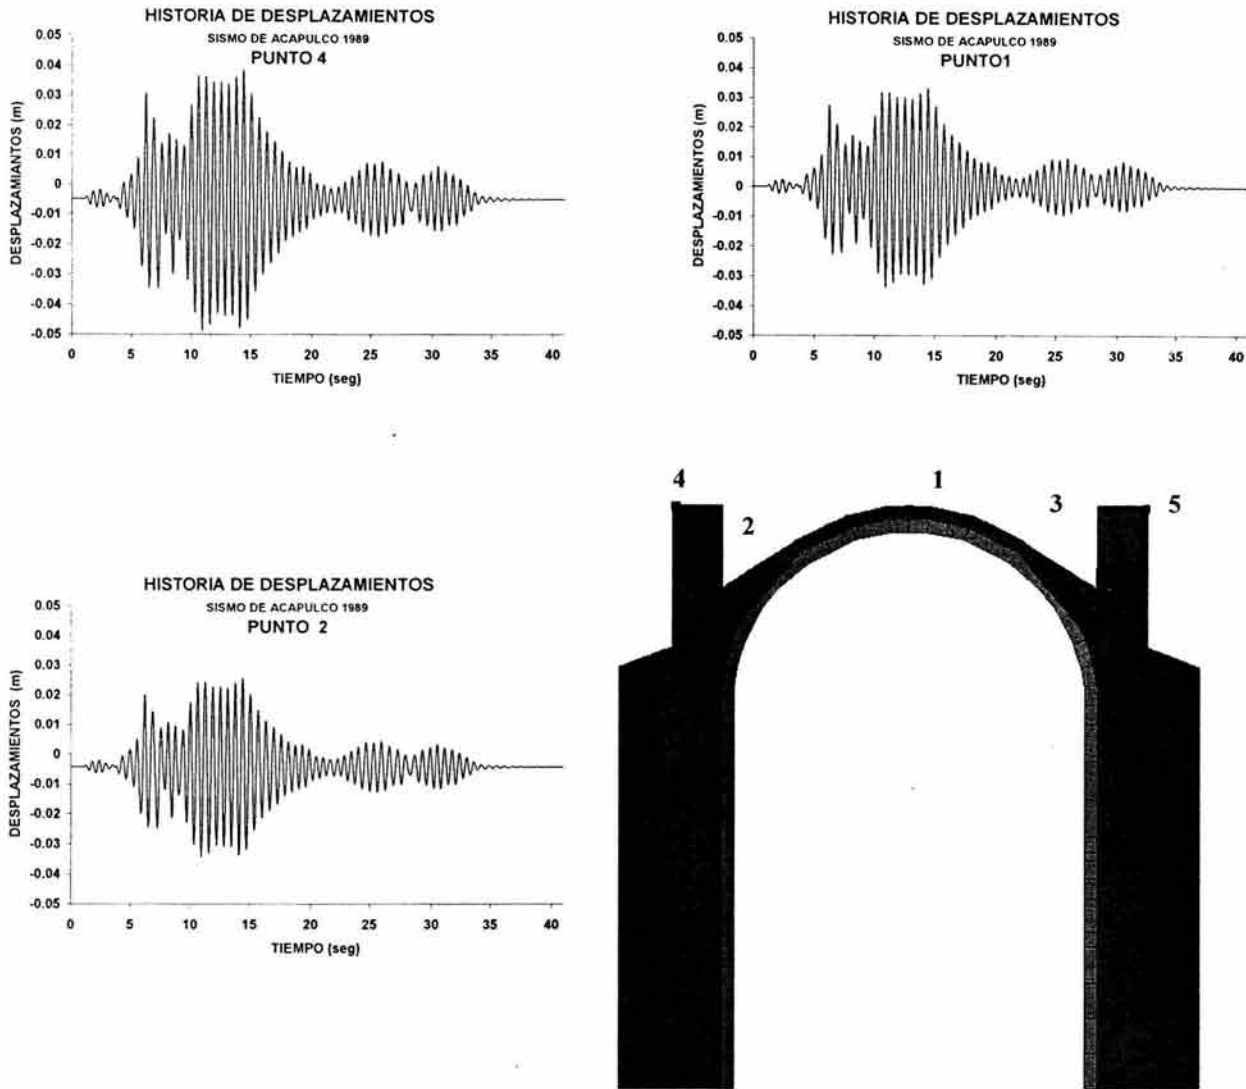 HISTORIA DE DESPLAZAMIENTOS
SISMO DE ACAPULCO 1989
PUNTO 4
DESPLAZAMIANTOS (m)
0.05
0.04
0.03
0.02
0.01
0
-0.01
-0.02
-0.03
-0.04
-0.05
0 5 10 15 20 25 30 35 40
TIEMPO (seg)
HISTORIA DE DESPLAZAMIENTOS
SISMO DE ACAPULCO 1989
PUNTO1
DESPLAZAMIENTOS (m)
0.05
0.04
0.03
0.02
0.01
0
-0.01
-0.02
-0.03
-0.04
-0.05
0 5 10 15 20 25 30 35 40
TIEMPO (seg)
HISTORIA DE DESPLAZAMIENTOS
SISMO DE ACAPULCO 1989
PUNTO 2
DESPLAZAMIENTOS (m)
0.05
0.04
0.03
0.02
0.01
0
-0.01
-0.02
-0.03
-0.04
-0.05
0 5 10 15 20 25 30 35 40
TIEMPO (seg)
4
2
1
3
5